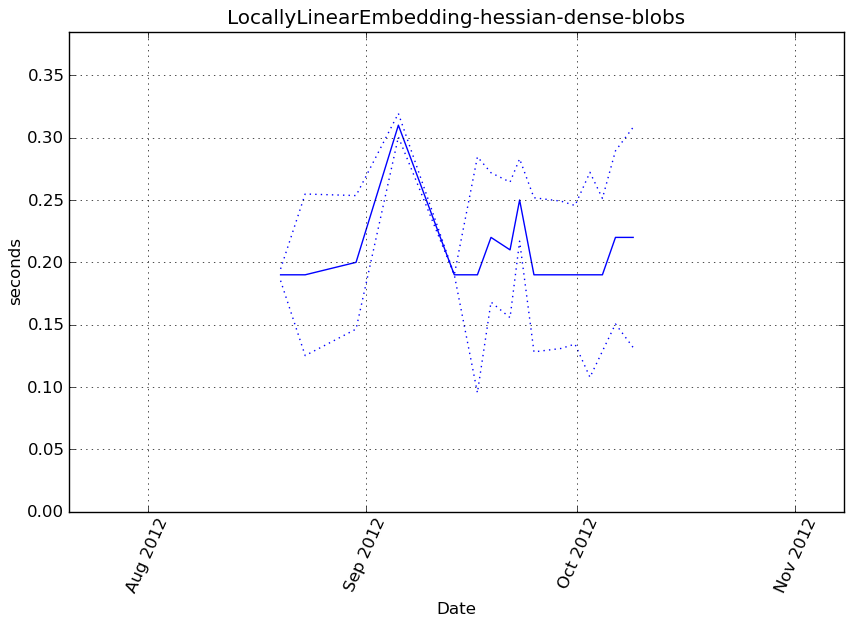 LocallyLinearEmbedding-hessian-dense-blobs
0.35
0.30
0.25
0.20
0.15
0.10
0.05
0.00
seconds
Aug 2012
Sep 2012
Oct 2012
Nov 2012
Date